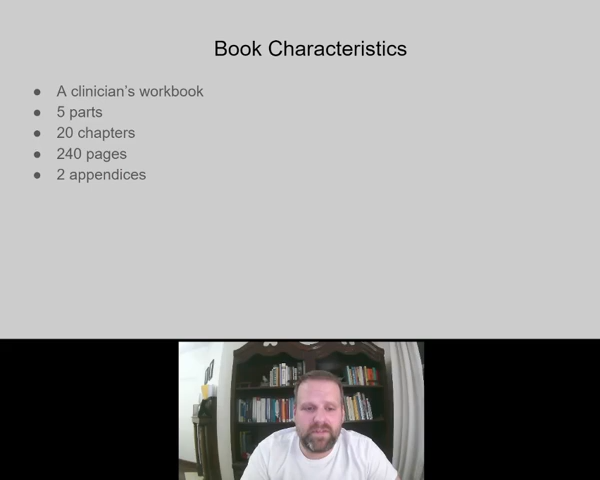 Book Characteristics
● A clinician's workbook
● 5 parts
● 20 chapters
● 240 pages
● 2 appendices